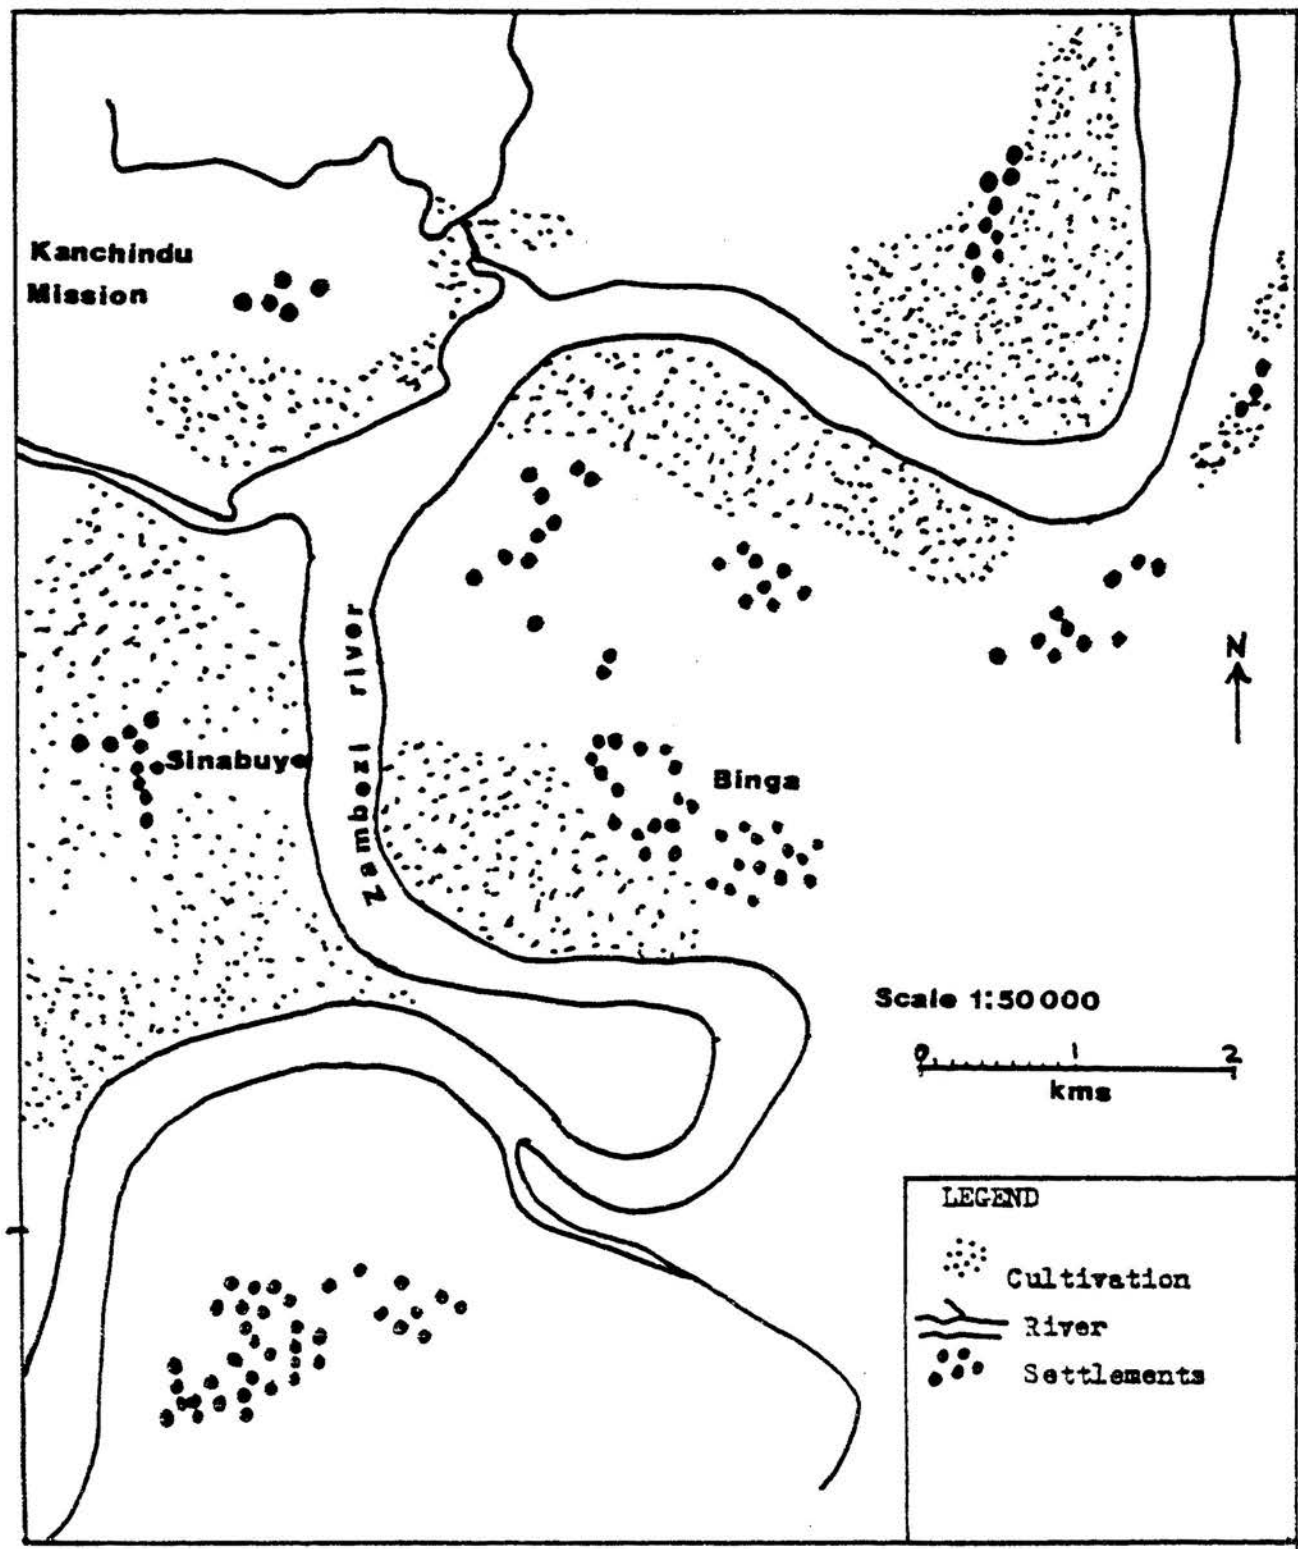 Kanchindu
Mission
N
Zambezi river
Sinabuye
Binga
Scale 1:50 000
0 1 2
kms
LEGEND
Cultivation
River
Settlements